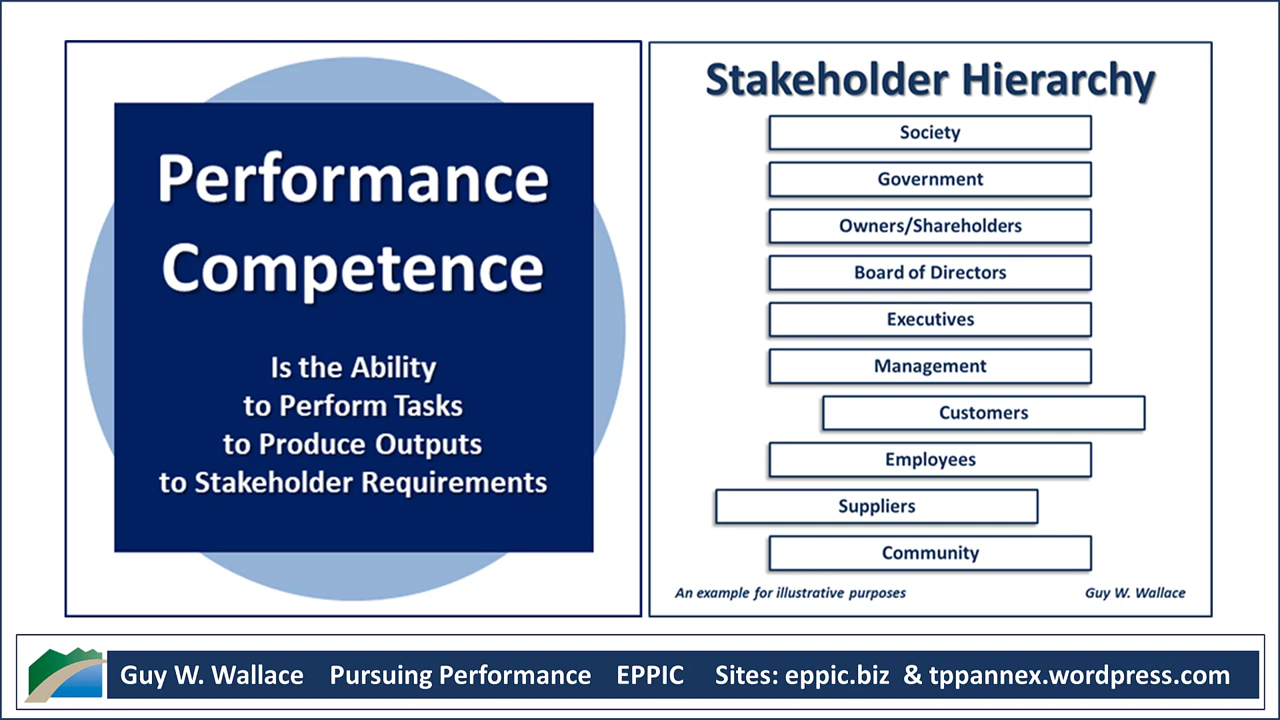 Performance
Competence
Is the Ability
to Perform Tasks
to Produce Outputs
to Stakeholder Requirements
Stakeholder Hierarchy
Society
Government
Owners/Shareholders
Board of Directors
Executives
Management
Customers
Employees
Suppliers
Community
An example for illustrative purposes
Guy W. Wallace
Guy W. Wallace Pursuing Performance EPPIC Sites: eppic.biz & tppannex.wordpress.com